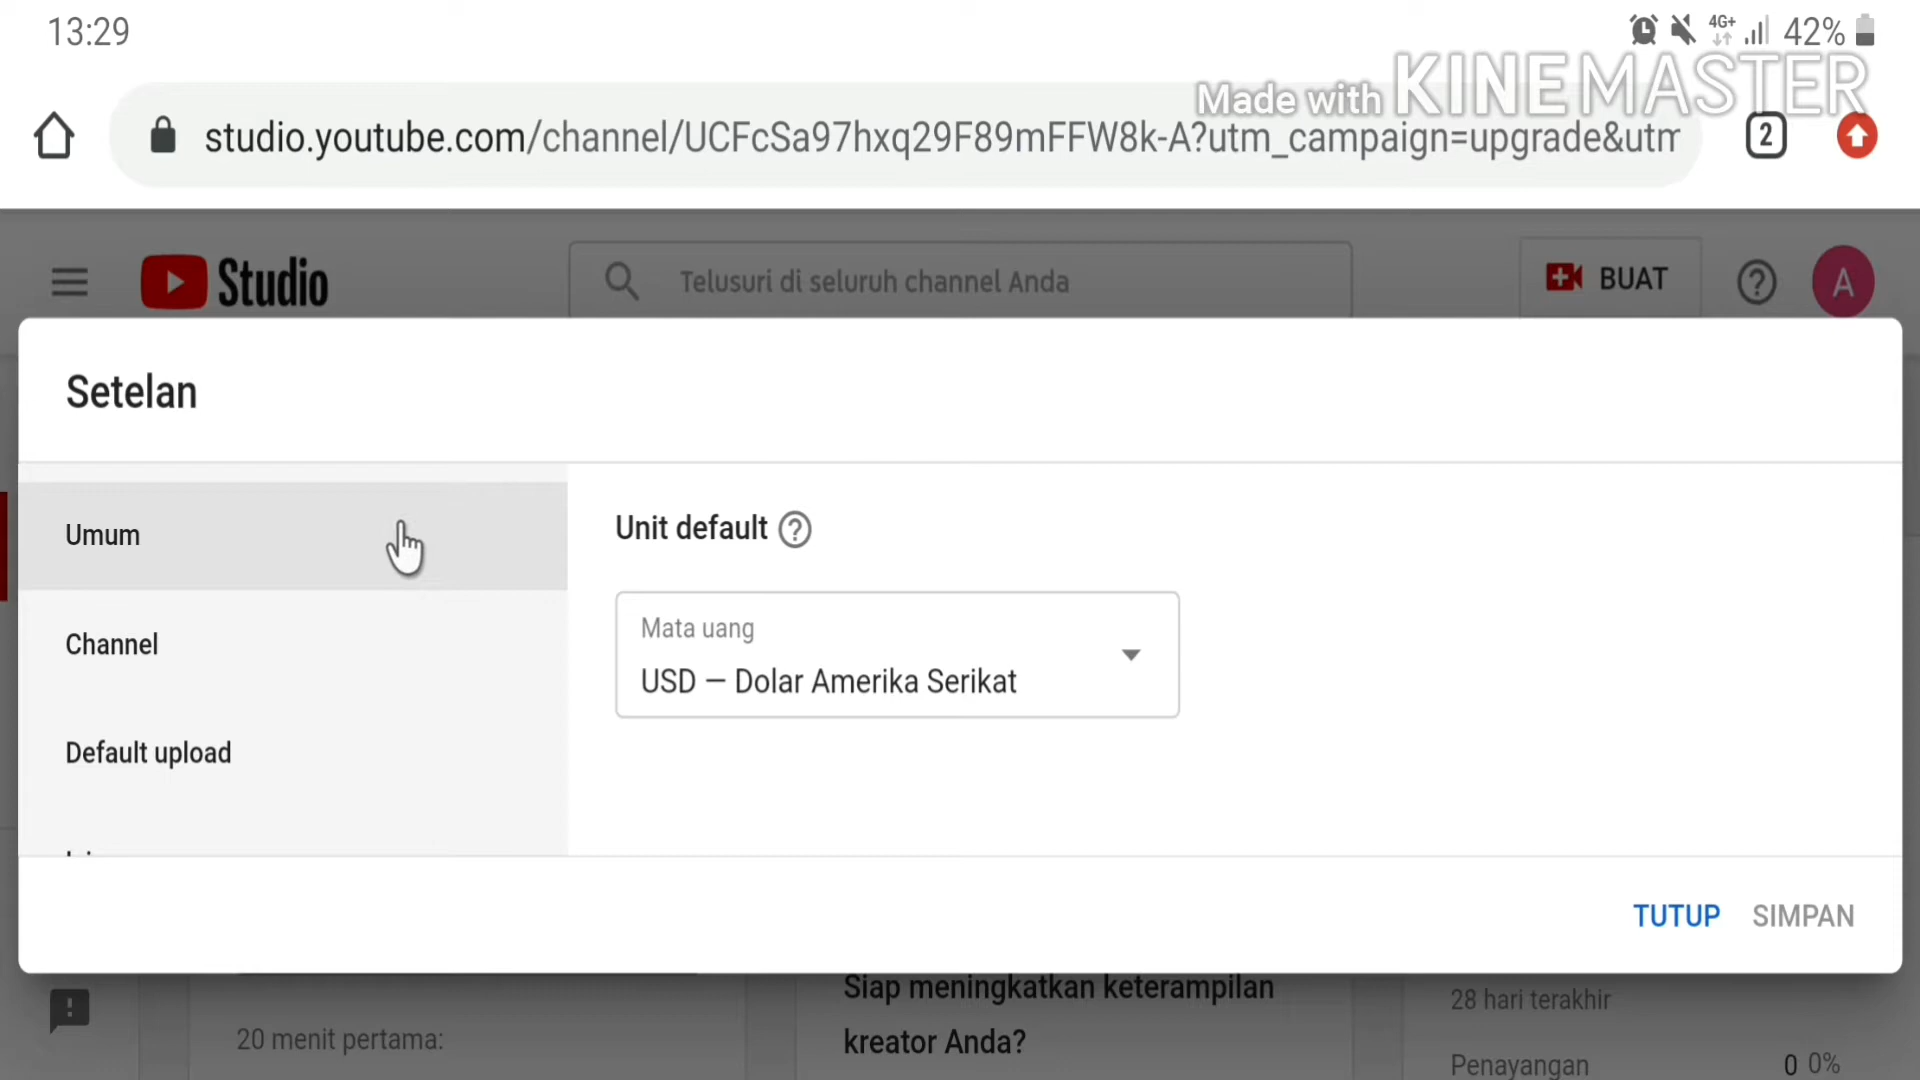 13:29
4G+ 42%
Made with KINEMASTER
studio.youtube.com/channel/UCFcSa97hxq29F89mFFW8k-A?utm_campaign=upgrade&utm
2
Studio
Telusuri di seluruh channel Anda
BUAT
A
Setelan
Umum
Unit default
Mata uang
USD — Dolar Amerika Serikat
Channel
Default upload
TUTUP
SIMPAN
Siap meningkatkan keterampilan
kreator Anda?
20 menit pertama:
28 hari terakhir
Penayangan 0 0%